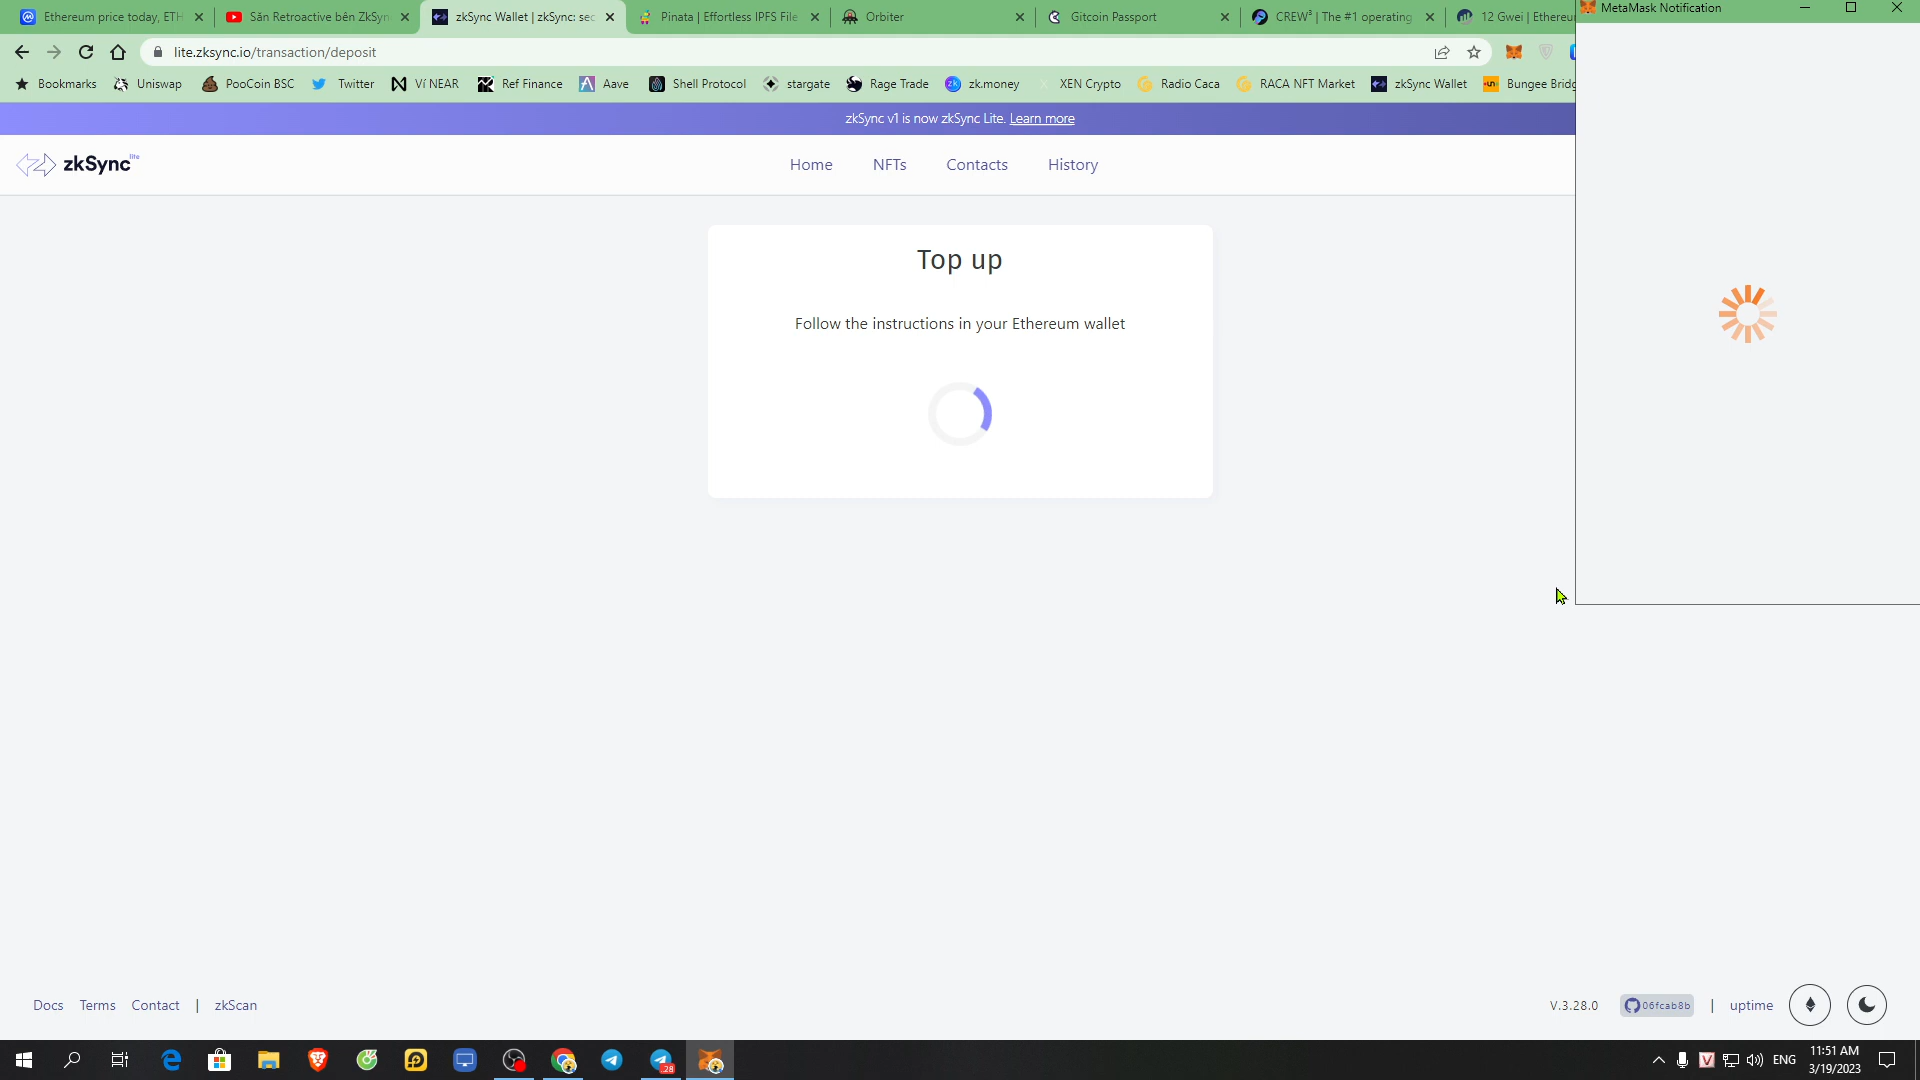 Ethereum price today, ETH
Săn Retroactive bên ZkSyn
zkSync Wallet | zkSync: sec
Pinata | Effortless IPFS File
Orbiter
Gitcoin Passport
CREW³ | The #1 operating
12 Gwei | Ethereu
MetaMask Notification
lite.zksync.io/transaction/deposit
Bookmarks
Uniswap
PooCoin BSC
Twitter
Ví NEAR
Ref Finance
Aave
Shell Protocol
stargate
Rage Trade
zk.money
XEN Crypto
Radio Caca
RACA NFT Market
zkSync Wallet
Bungee Bridg
zkSync v1 is now zkSync Lite. Learn more
zkSync lite
Home
NFTs
Contacts
History
Top up
Follow the instructions in your Ethereum wallet
Docs
Terms
Contact
|
zkScan
V.3.28.0
06fcab8b
|
uptime
28
ENG
11:51 AM
3/19/2023